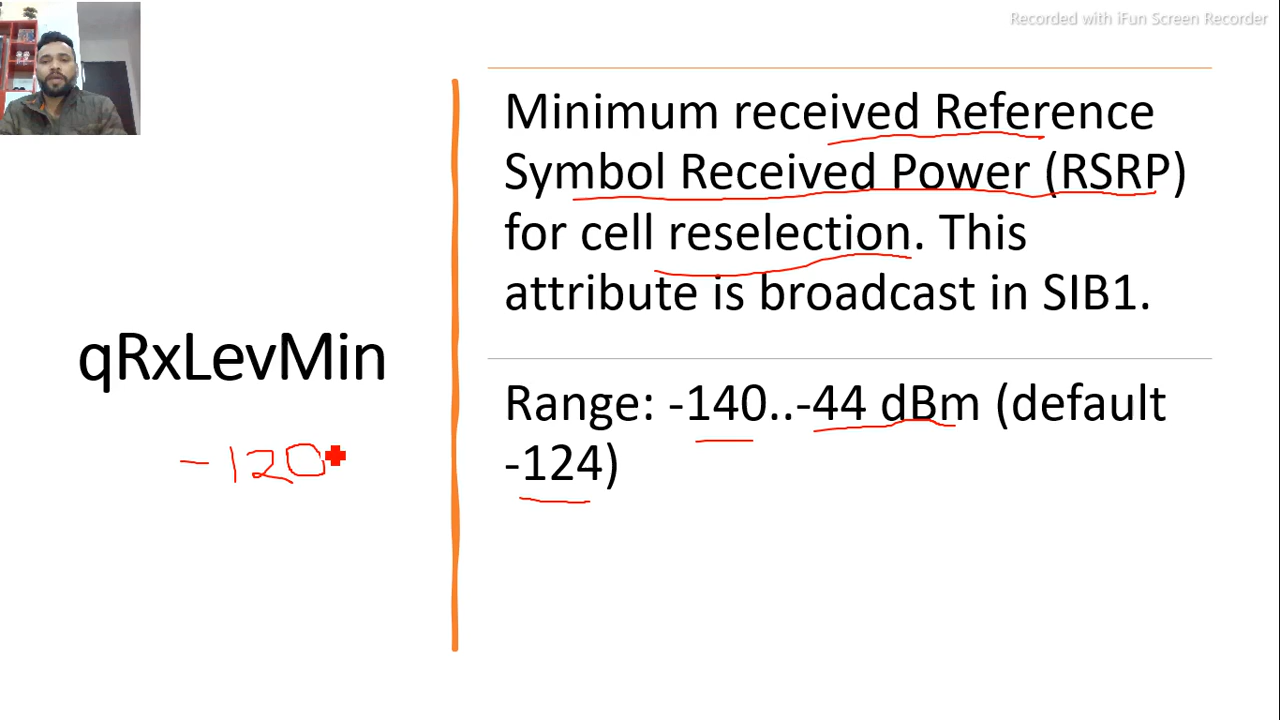 Recorded with iFun Screen Recorder
Minimum received Reference
Symbol Received Power (RSRP)
for cell reselection. This
attribute is broadcast in SIB1.
qRxLevMin
-120
Range: -140..-44 dBm (default
-124)